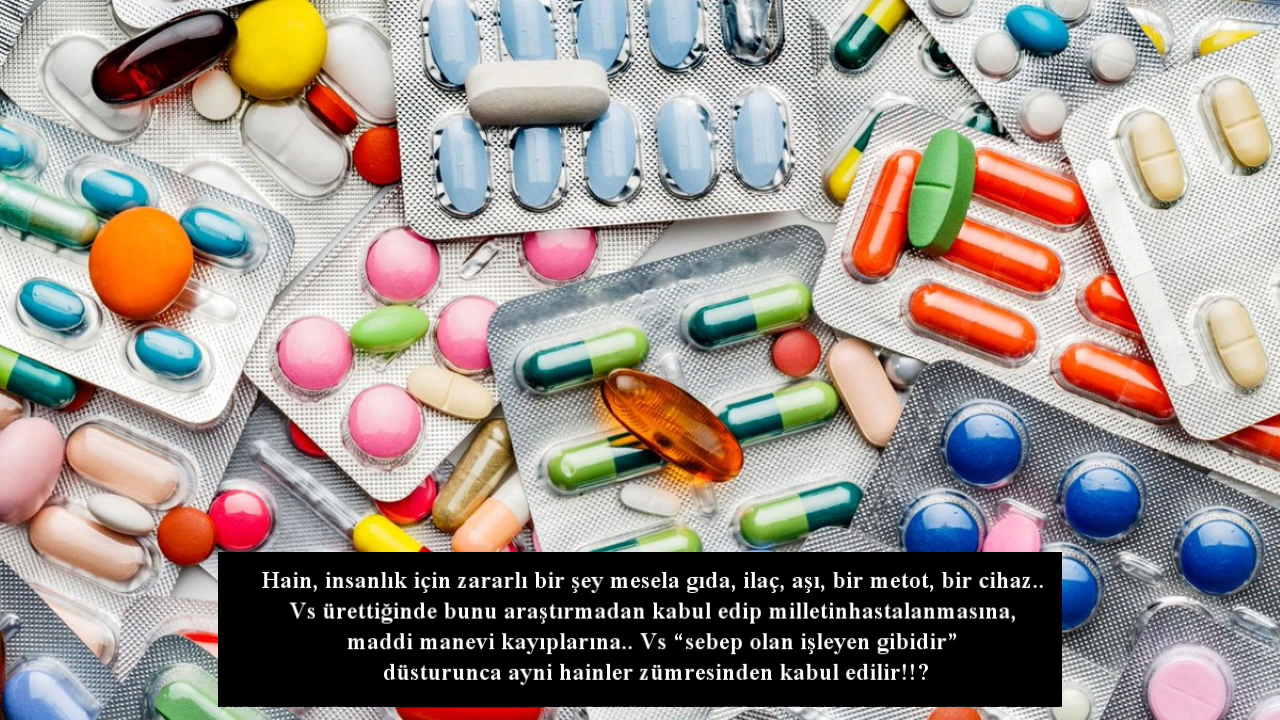 Hain, insanlık için zararlı bir şey mesela gıda, ilaç, aşı, bir metot, bir cihaz..
Vs ürettiğinde bunu araştırmadan kabul edip milletinhastalanmasına,
maddi manevi kayıplarına.. Vs “sebep olan işleyen gibidir”
düsturunca ayni hainler zümresinden kabul edilir!!?